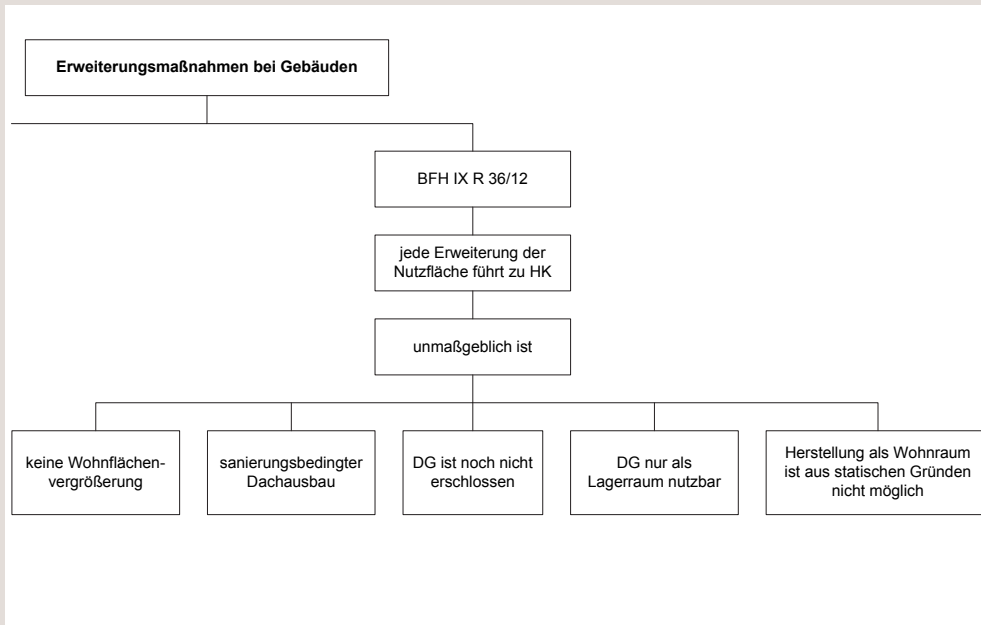 Erweiterungsmaßnahmen bei Gebäuden
BFH IX R 36/12
jede Erweiterung der
Nutzfläche führt zu HK
unmaßgeblich ist
keine Wohnflächen-
vergrößerung
sanierungsbedingter
Dachausbau
DG ist noch nicht
erschlossen
DG nur als
Lagerraum nutzbar
Herstellung als Wohnraum
ist aus statischen Gründen
nicht möglich